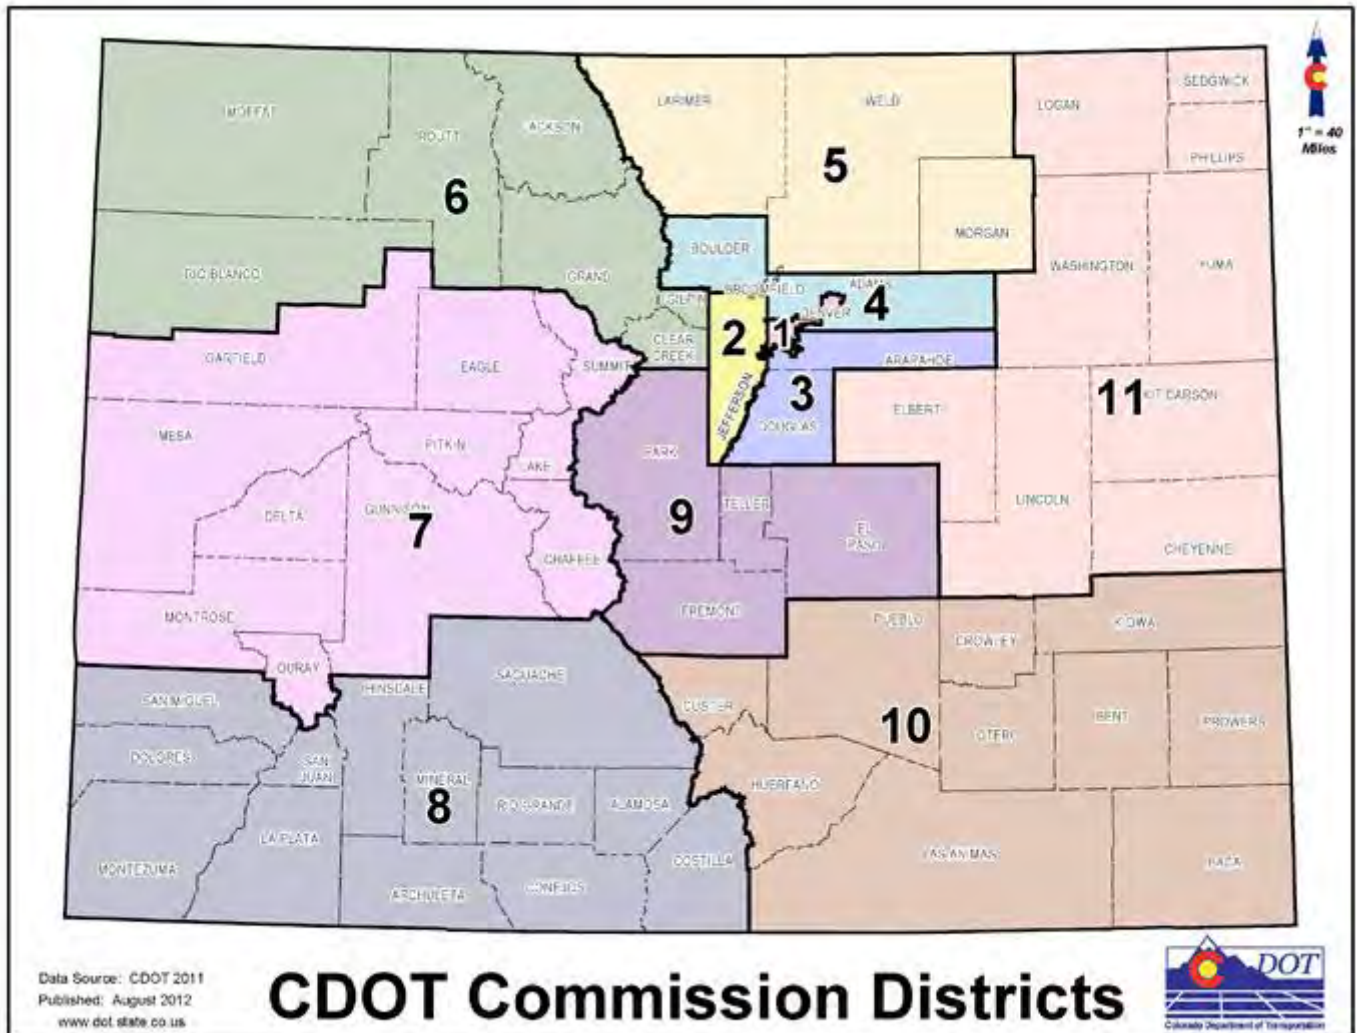 MOFFAT
ROUTT
JACKSON
LARIMER
WELD
LOGAN
SEDGWICK
PHILLIPS
1" = 40
Miles
6
5
RIO BLANCO
GRAND
BOULDER
MORGAN
WASHINGTON
YUMA
GILPIN
BROOMFIELD
ADAMS
4
DENVER
CLEAR
CREEK
2
1
GARFIELD
EAGLE
SUMMIT
JEFFERSON
ARAPAHOE
3
DOUGLAS
ELBERT
11
KIT CARSON
MESA
PITKIN
LAKE
PARK
DELTA
GUNNISON
7
9
TELLER
EL
PASO
LINCOLN
CHEYENNE
CHAFFEE
MONTROSE
FREMONT
PUEBLO
CROWLEY
KIOWA
OURAY
SAN MIGUEL
HINSDALE
SAGUACHE
CUSTER
10
OTERO
BENT
PROWERS
DOLORES
SAN
JUAN
MINERAL
8
RIO GRANDE
ALAMOSA
HUERFANO
MONTEZUMA
LA PLATA
ARCHULETA
CONEJOS
COSTILLA
LAS ANIMAS
BACA
Data Source: CDOT 2011
Published: August 2012
www.dot.state.co.us
CDOT Commission Districts
DOT
Colorado Department of Transportation